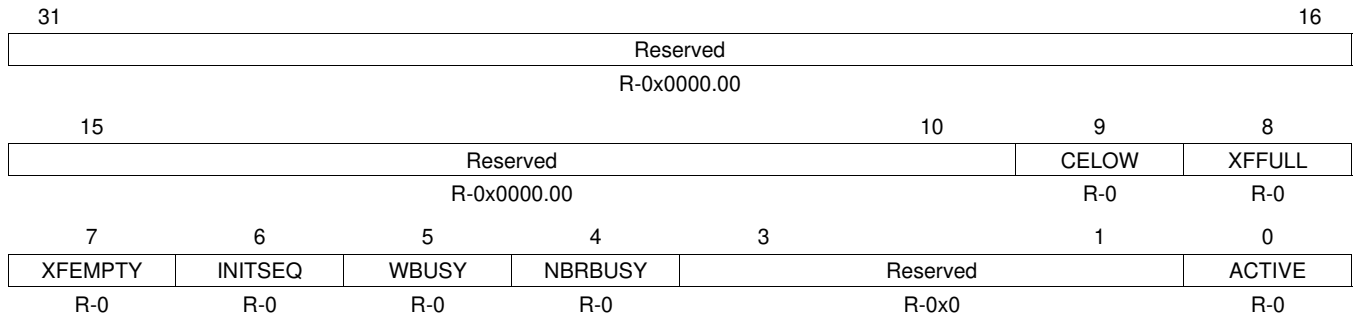 31 16
Reserved
R-0x0000.00
15 10 9 8
Reserved CELOW XFFULL
R-0x0000.00 R-0 R-0
7 6 5 4 3 1 0
XFEMPTY INITSEQ WBUSY NBRBUSY Reserved ACTIVE
R-0 R-0 R-0 R-0 R-0x0 R-0